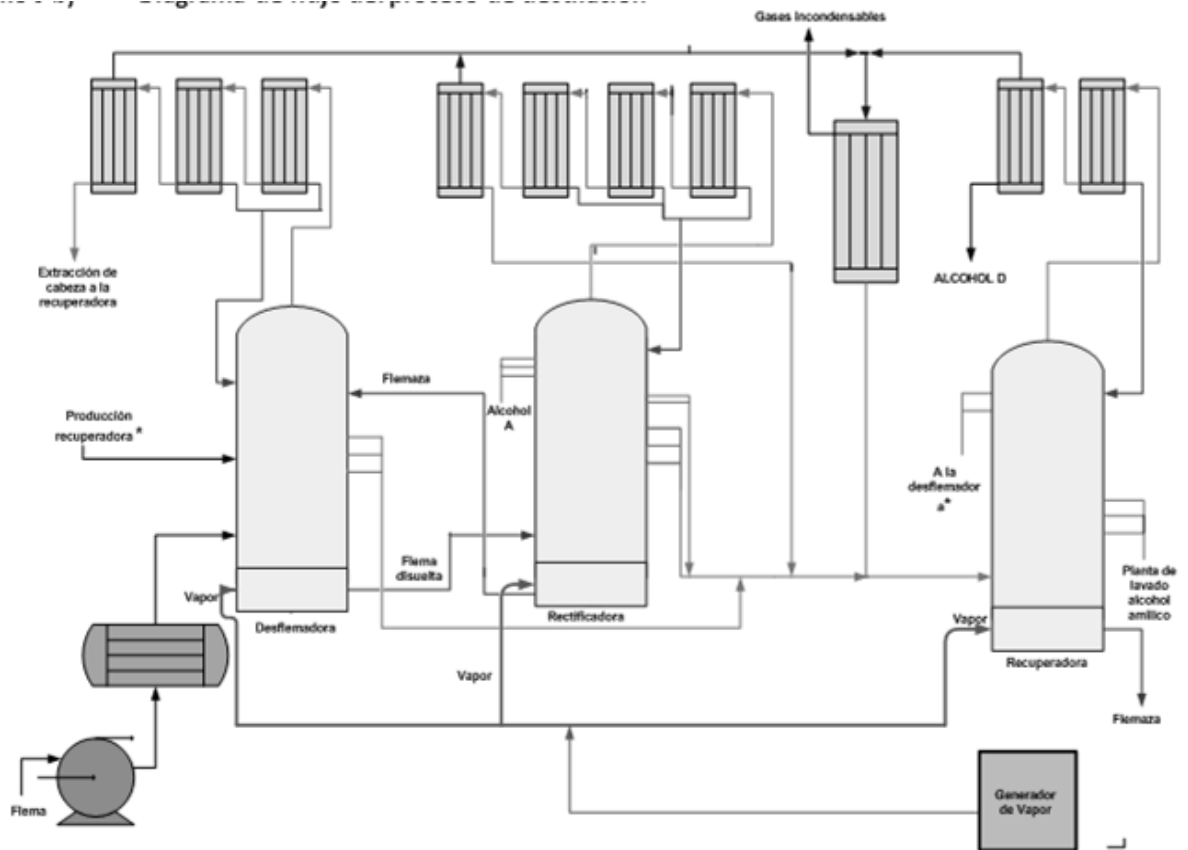 Gases Incondensables
Extracción de
cabeza a la
recuperadora
ALCOHOL D
Flemaza
Alcohol
A
Producción
recuperadora *
A la
desflemador
a*
Flema
disuelta
Vapor
Desflemadora
Rectificadora
Vapor
Planta de
lavado
alcohol
amílico
Recuperadora
Vapor
Flemaza
Generador
de Vapor
Flema